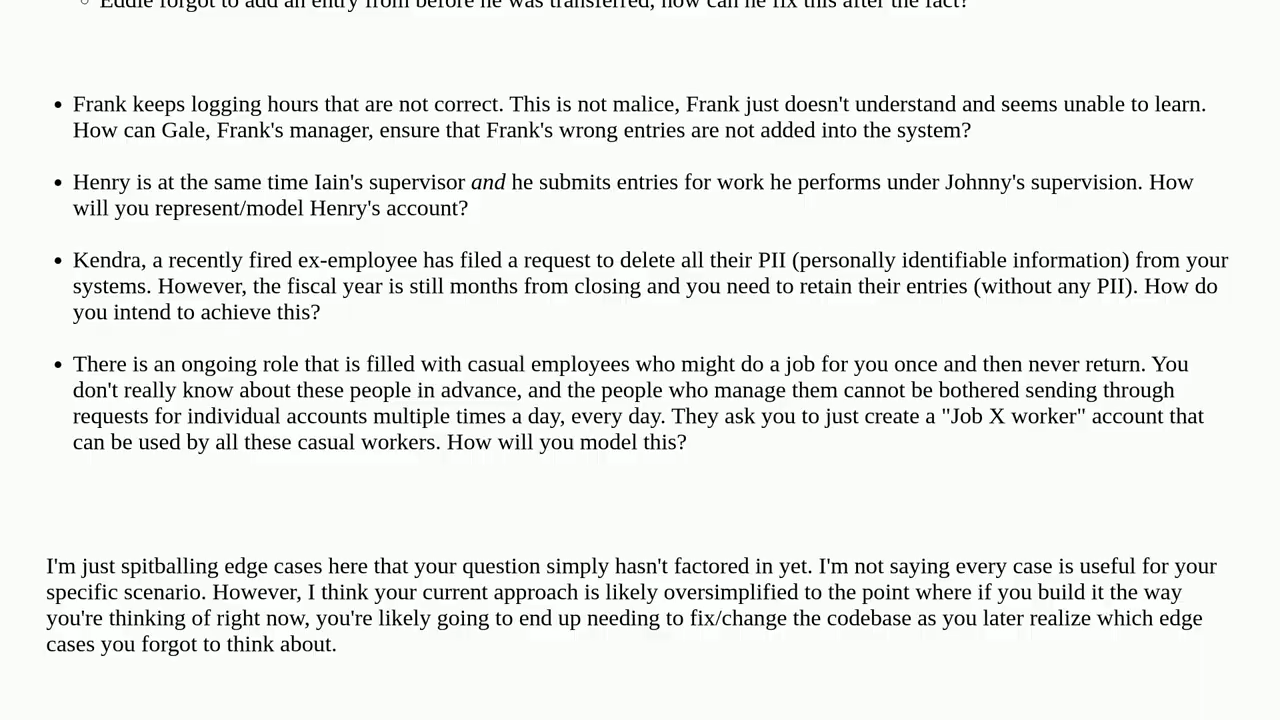 Eddie forgot to add an entry from before he was transferred, how can he fix this after the fact?
Frank keeps logging hours that are not correct. This is not malice, Frank just doesn't understand and seems unable to learn.
How can Gale, Frank's manager, ensure that Frank's wrong entries are not added into the system?
Henry is at the same time Iain's supervisor and he submits entries for work he performs under Johnny's supervision. How
will you represent/model Henry's account?
Kendra, a recently fired ex-employee has filed a request to delete all their PII (personally identifiable information) from your
systems. However, the fiscal year is still months from closing and you need to retain their entries (without any PII). How do
you intend to achieve this?
There is an ongoing role that is filled with casual employees who might do a job for you once and then never return. You
don't really know about these people in advance, and the people who manage them cannot be bothered sending through
requests for individual accounts multiple times a day, every day. They ask you to just create a "Job X worker" account that
can be used by all these casual workers. How will you model this?
I'm just spitballing edge cases here that your question simply hasn't factored in yet. I'm not saying every case is useful for your
specific scenario. However, I think your current approach is likely oversimplified to the point where if you build it the way
you're thinking of right now, you're likely going to end up needing to fix/change the codebase as you later realize which edge
cases you forgot to think about.